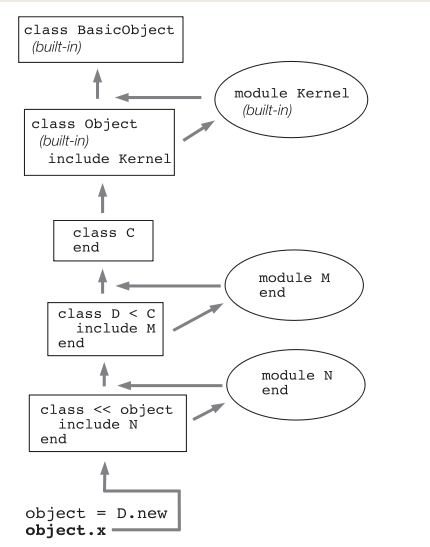 class BasicObject
(built-in)
module Kernel
(built-in)
class Object
(built-in)
include Kernel
class C
end
module M
end
class D < C
include M
end
module N
end
class << object
include N
end
object = D.new
object.x